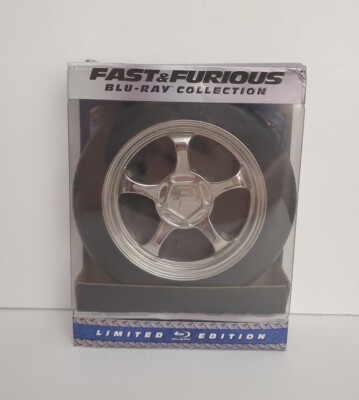 FAST & FURIOUS
BLU-RAY COLLECTION
LIMITED EDITION